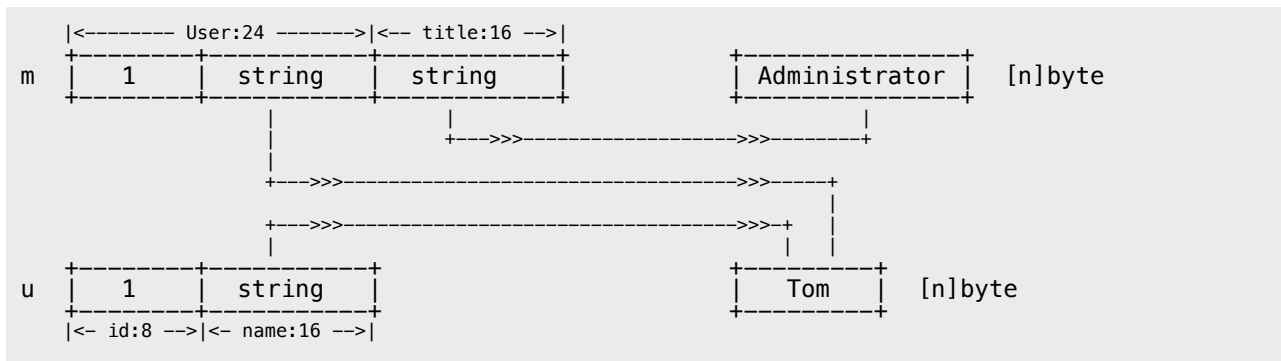 |<-------- User:24 ------->|<-- title:16 -->|
+--------+-----------+------------+ +---------------+
m | 1 | string | string | | Administrator | [n]byte
+--------+-----------+------------+ +---------------+
| | |
| +--->>>------------------->>>--------+
|
+--->>>----------------------------------->>>-----+
|
+--->>>----------------------------------->>>-+ |
| | |
+--------+-----------+ +---------+
u | 1 | string | | Tom | [n]byte
+--------+-----------+ +---------+
|<- id:8 -->|<- name:16 -->|